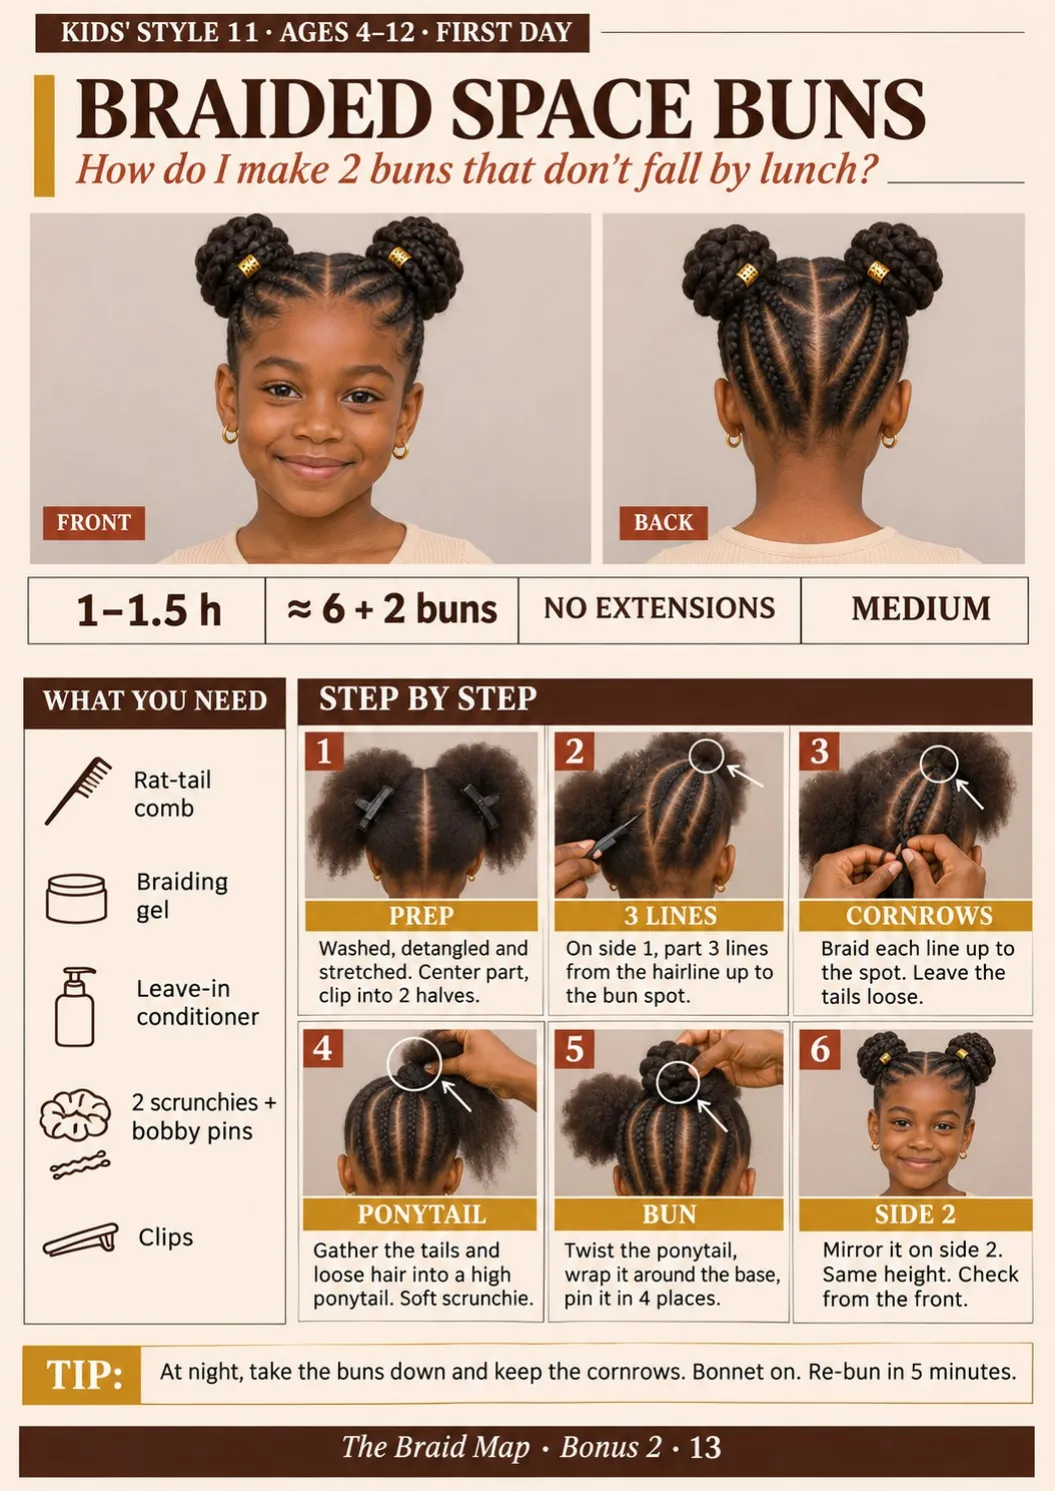 KIDS' STYLE 11 · AGES 4–12 · FIRST DAY
BRAIDED SPACE BUNS
How do I make 2 buns that don't fall by lunch?
FRONT
BACK
1–1.5 h
≈ 6 + 2 buns
NO EXTENSIONS
MEDIUM
WHAT YOU NEED
Rat-tail
comb
Braiding
gel
Leave-in
conditioner
2 scrunchies +
bobby pins
Clips
STEP BY STEP
1
PREP
Washed, detangled and
stretched. Center part,
clip into 2 halves.
2
3 LINES
On side 1, part 3 lines
from the hairline up to
the bun spot.
3
CORNROWS
Braid each line up to
the spot. Leave the
tails loose.
4
PONYTAIL
Gather the tails and
loose hair into a high
ponytail. Soft scrunchie.
5
BUN
Twist the ponytail,
wrap it around the base,
pin it in 4 places.
6
SIDE 2
Mirror it on side 2.
Same height. Check
from the front.
TIP:
At night, take the buns down and keep the cornrows. Bonnet on. Re-bun in 5 minutes.
The Braid Map · Bonus 2 · 13